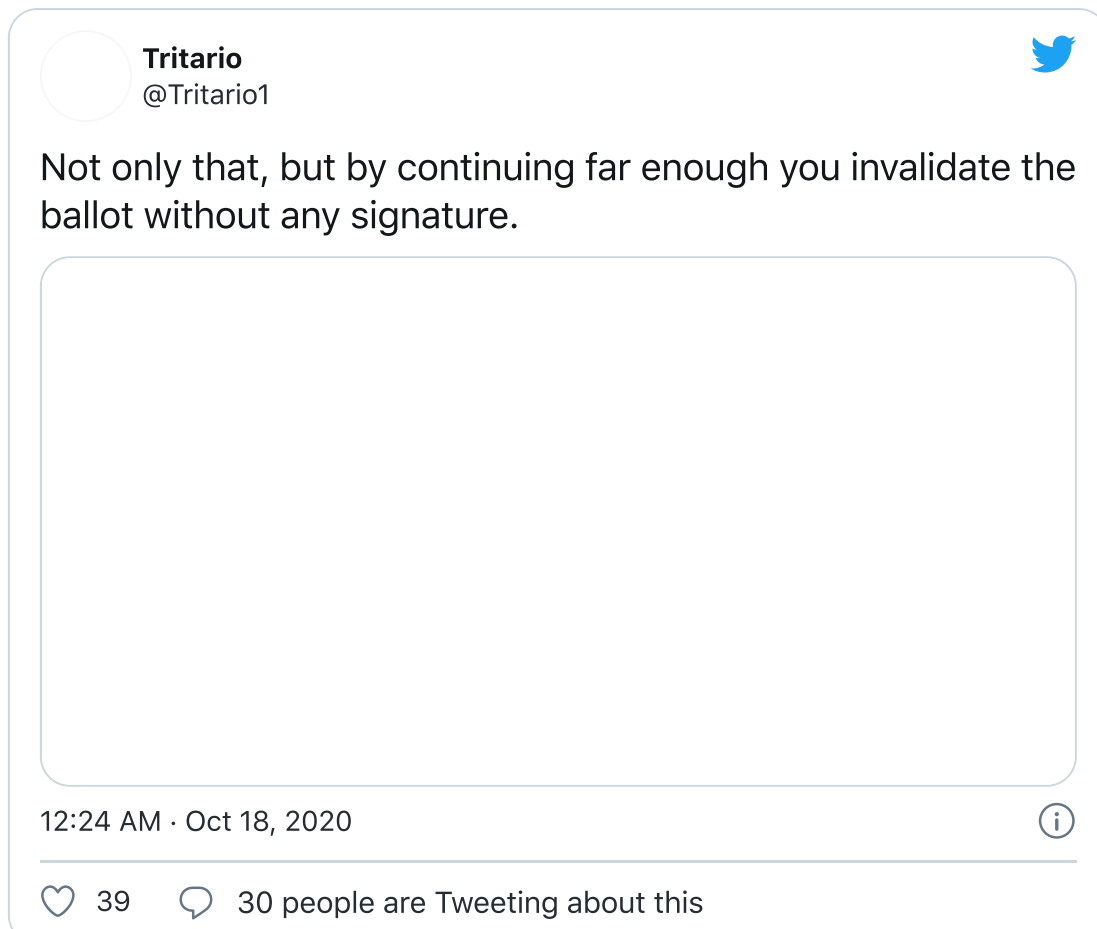 Tritario
@Tritario1
Not only that, but by continuing far enough you invalidate the
ballot without any signature.
12:24 AM · Oct 18, 2020
39
30 people are Tweeting about this